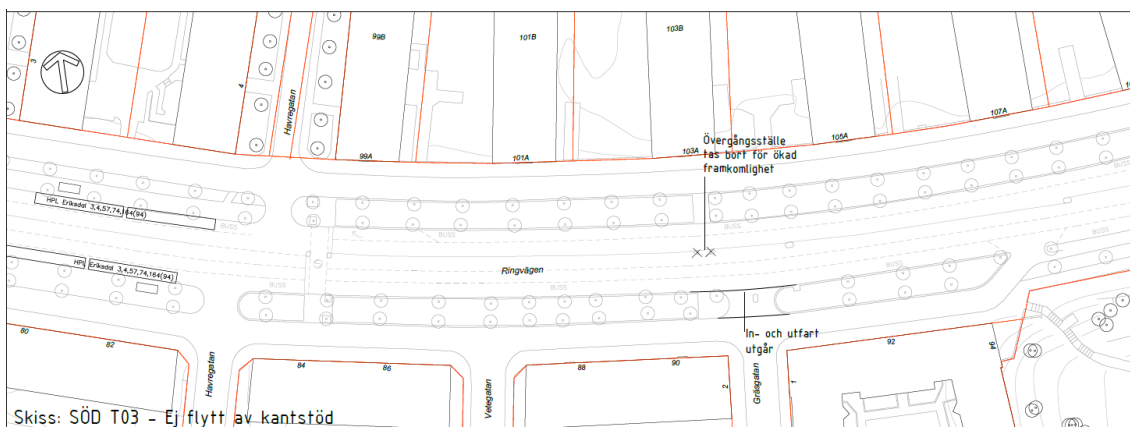 3
4
Havregatan
99B
101B
103B
99A
101A
103A
105A
107A
Övergångsställe
tas bort för ökad
framkomlighet
HPL Eriksdal 3,4,57,74,164(94)
BUSS
BUSS
BUSS
BUSS
HPL Eriksdal 3,4,57,74,164(94)
Ringvägen
BUSS
BUSS
BUSS
In- och utfart
utgår
80
82
Havregatan
84
86
Vetegatan
88
90
2
Gräsgatan
1
92
94
Skiss: SÖD T03 - Ej flytt av kantstöd